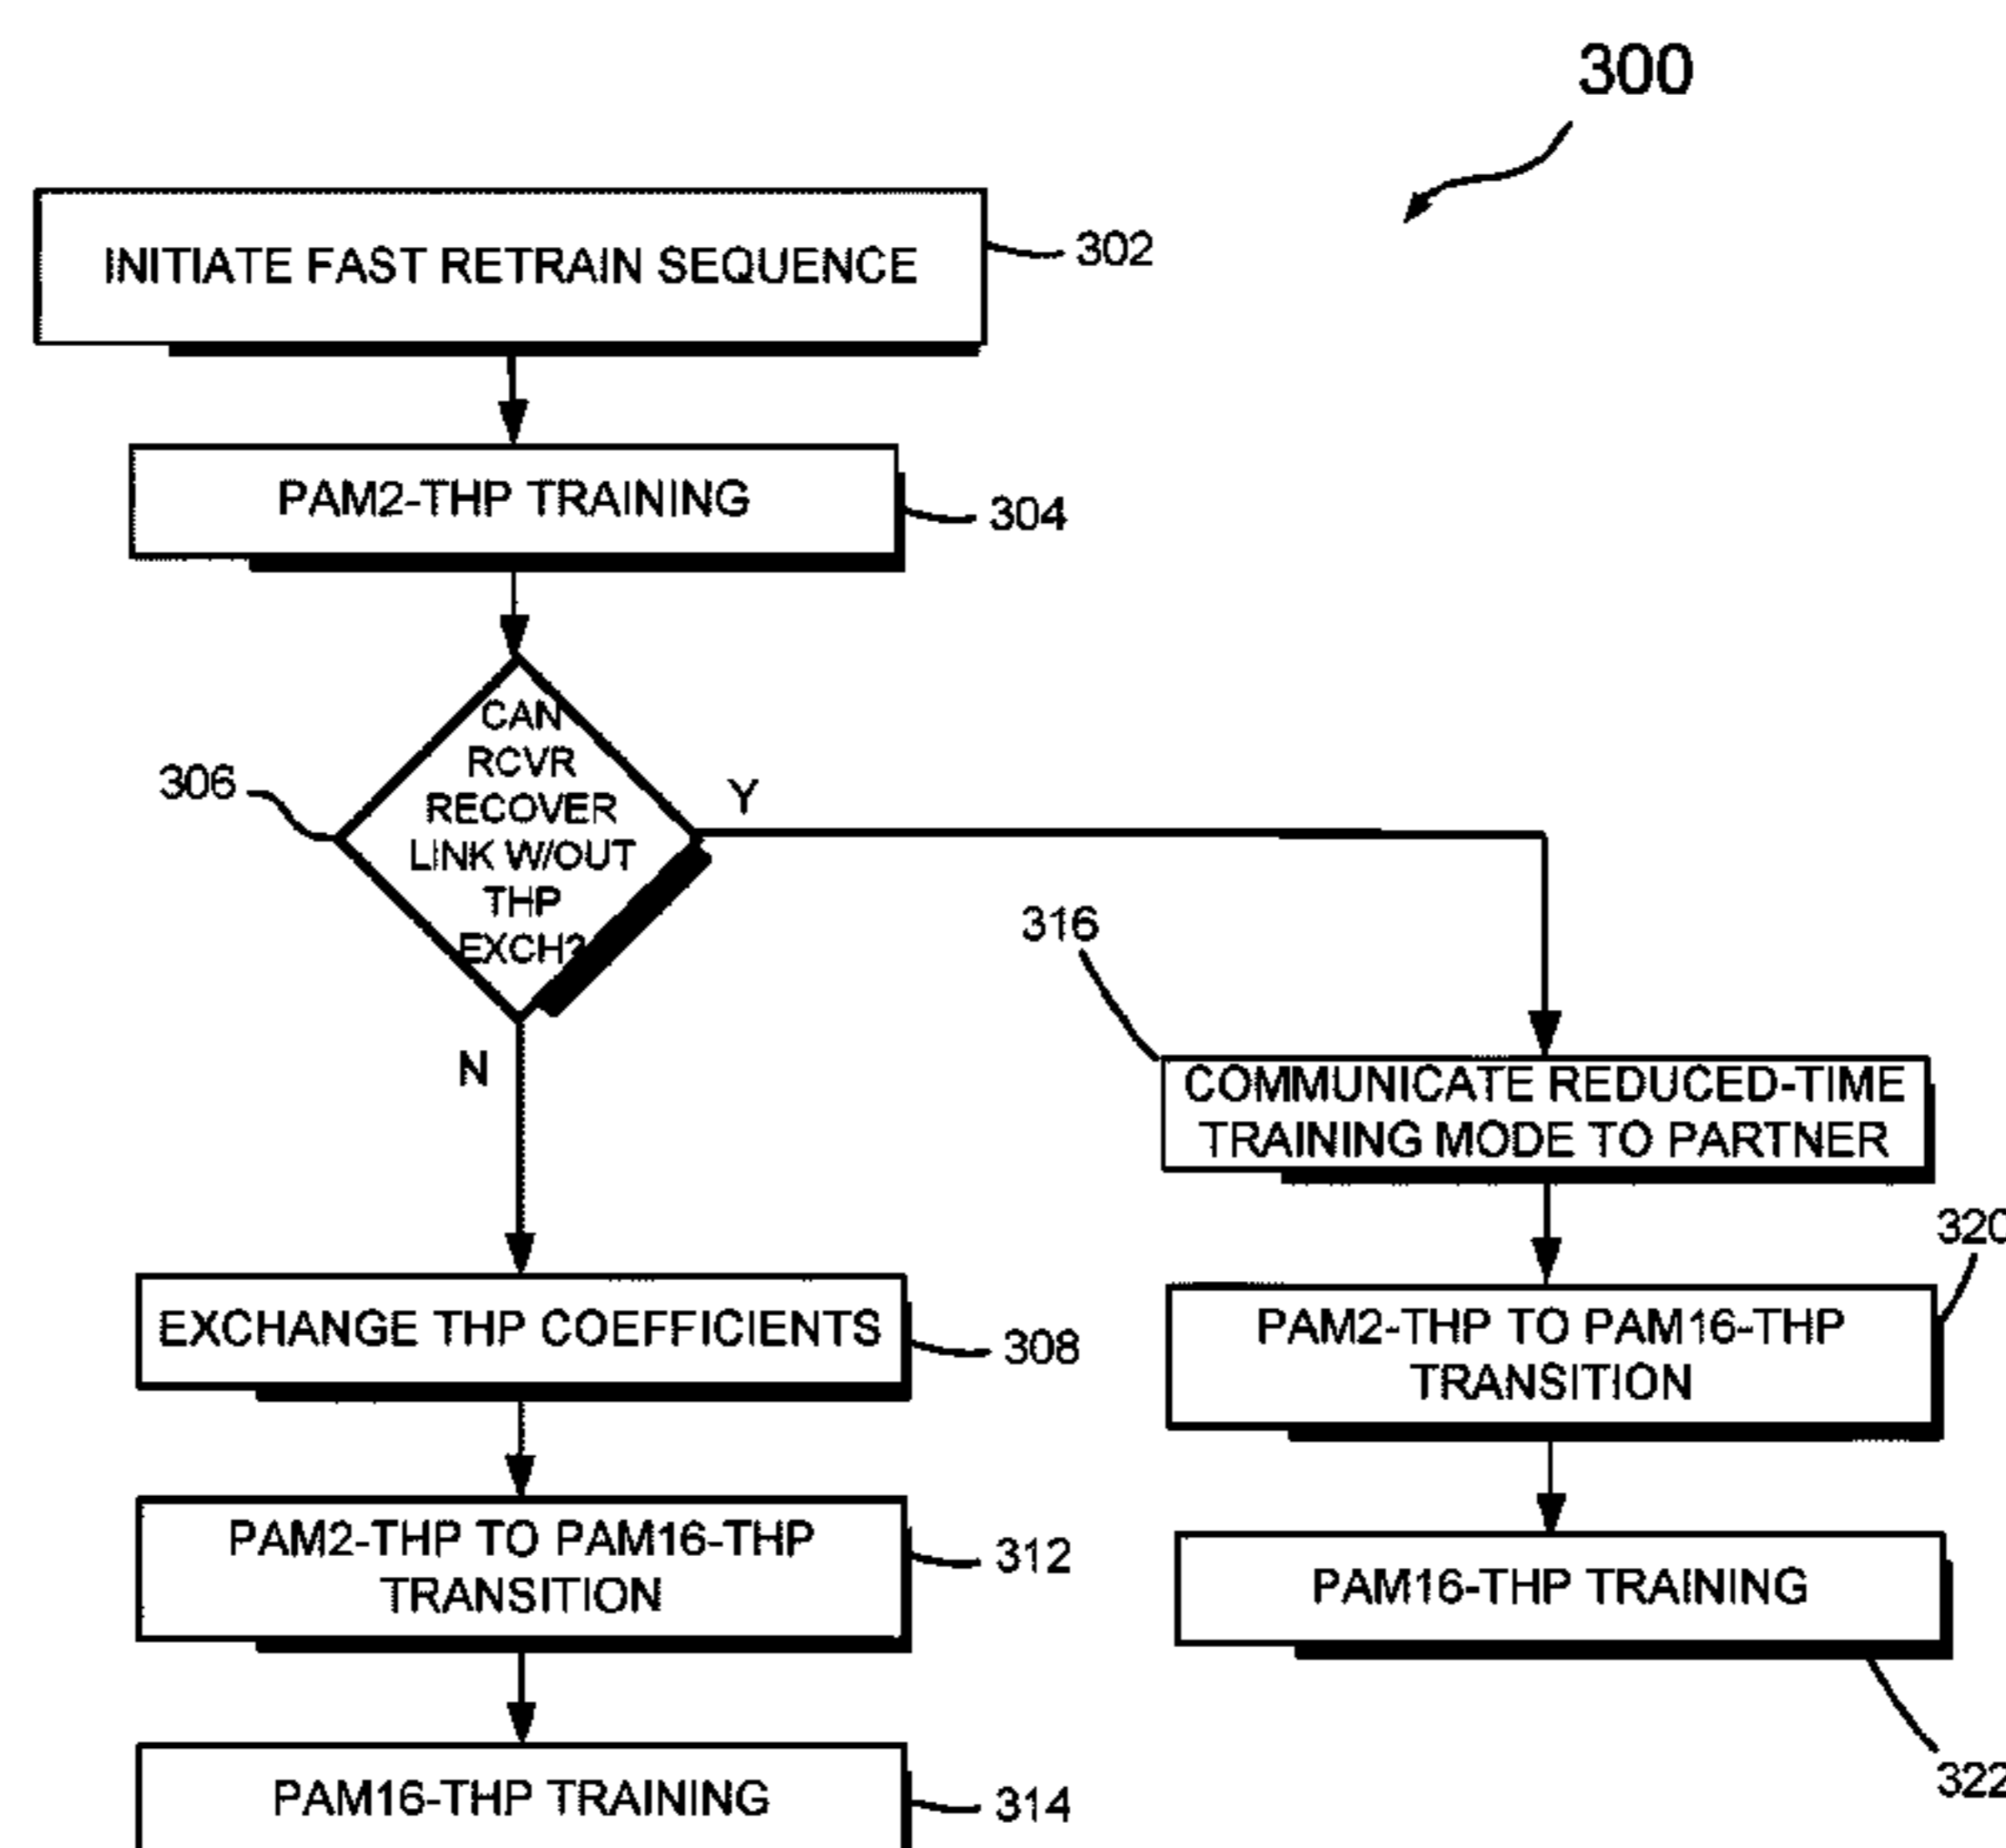 300
INITIATE FAST RETRAIN SEQUENCE
302
PAM2-THP TRAINING
304
CAN
RCVR
RECOVER
LINK W/OUT
THP
EXCH?
306
Y
N
316
COMMUNICATE REDUCED-TIME
TRAINING MODE TO PARTNER
320
PAM2-THP TO PAM16-THP
TRANSITION
PAM16-THP TRAINING
322
EXCHANGE THP COEFFICIENTS
308
PAM2-THP TO PAM16-THP
TRANSITION
312
PAM16-THP TRAINING
314